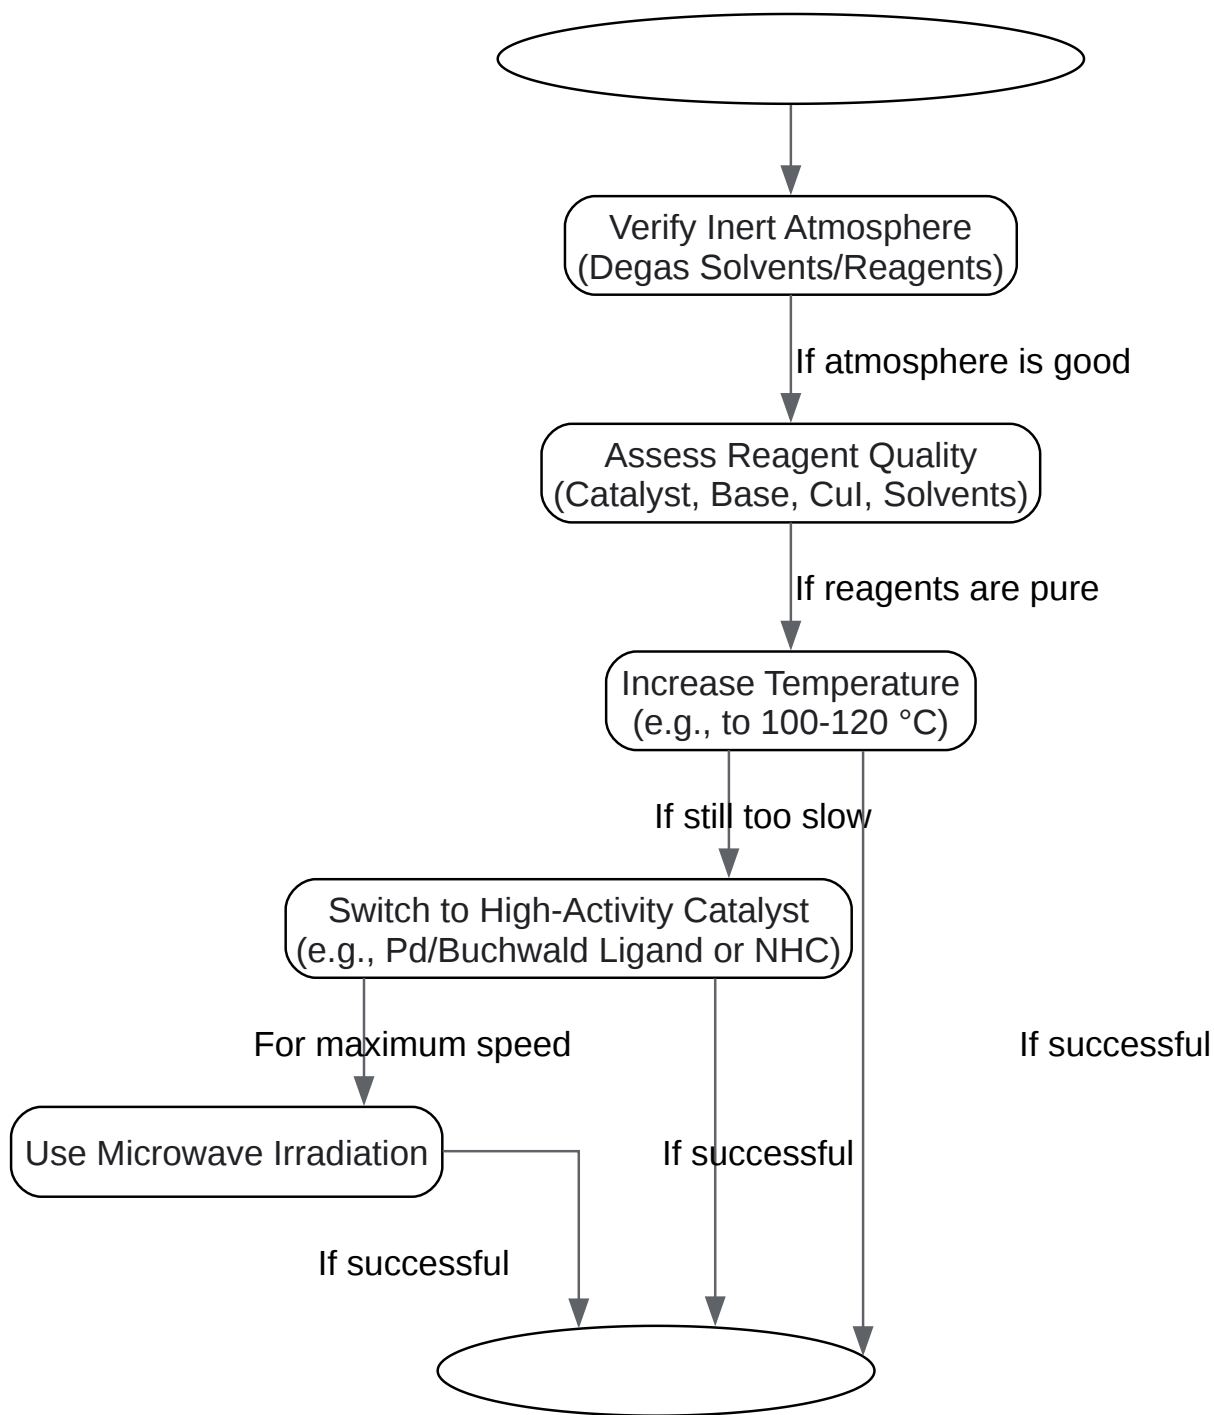 Verify Inert Atmosphere
(Degas Solvents/Reagents)
If atmosphere is good
Assess Reagent Quality
(Catalyst, Base, CuI, Solvents)
If reagents are pure
Increase Temperature
(e.g., to 100-120 °C)
If still too slow
Switch to High-Activity Catalyst
(e.g., Pd/Buchwald Ligand or NHC)
For maximum speed
If successful
Use Microwave Irradiation
If successful
If successful